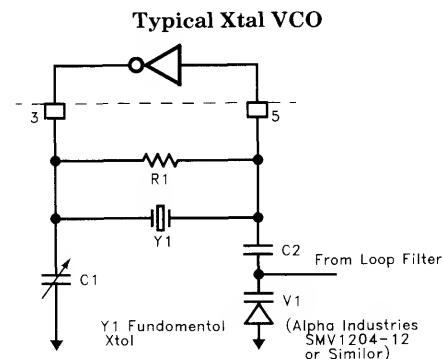 Typical Xtal VCO
3
5
R1
Y1
C2
From Loop Filter
C1
V1
Y1 Fundomentol
Xtol
(Alpha Industries
SMV1204-12
or Similor)